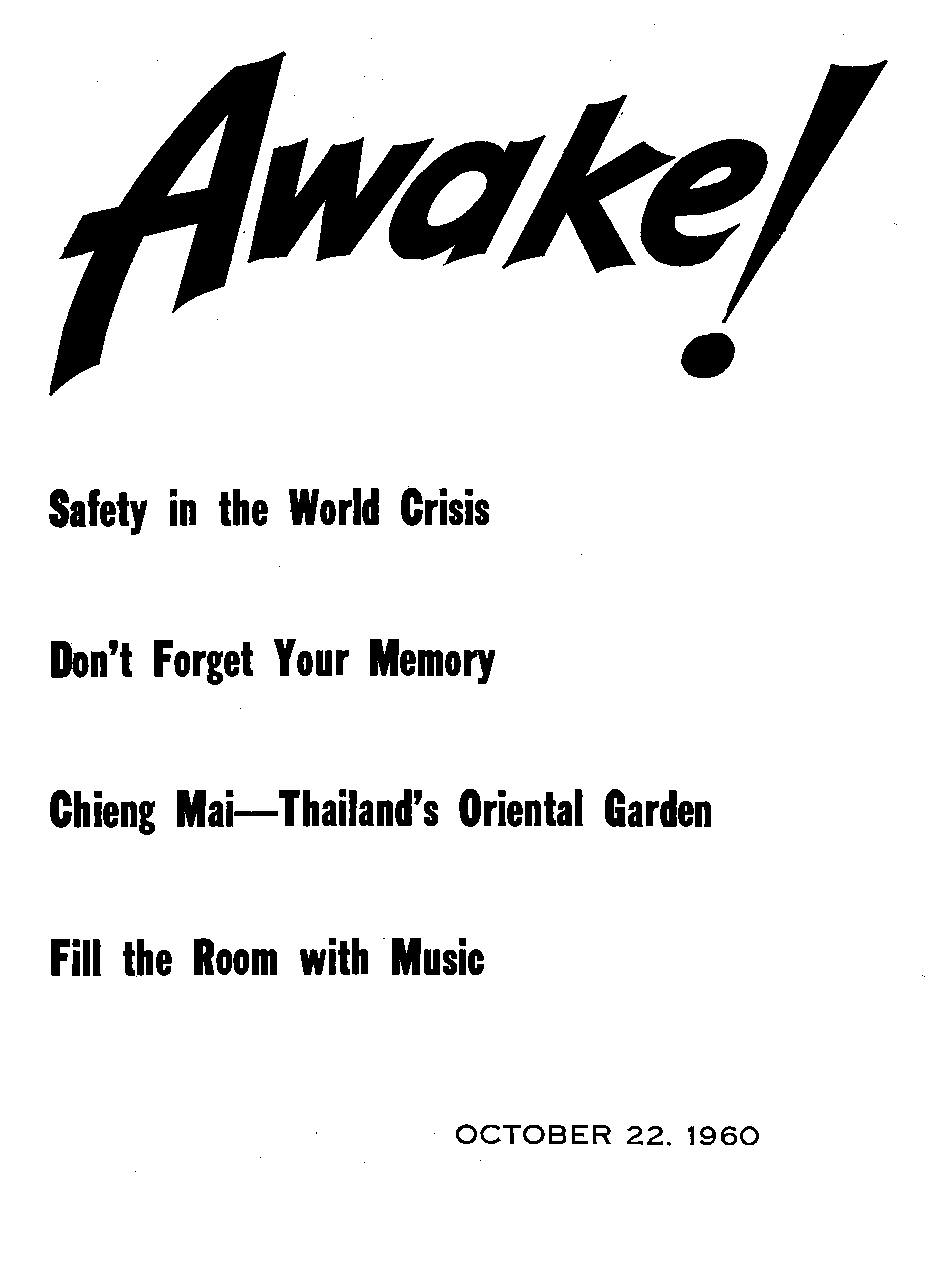 Awake!
Safety in the World Crisis
Don't Forget Your Memory
Chieng Mai—Thailand's Oriental Garden
Fill the Room with Music
OCTOBER 22, 1960